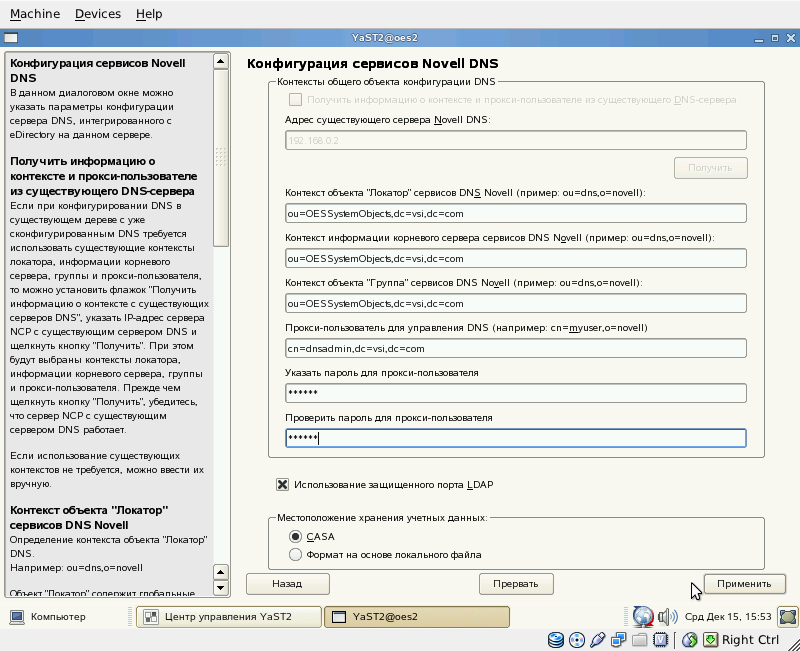 Machine Devices Help
YaST2@oes2
Конфигурация сервисов Novell
DNS
В данном диалоговом окне можно
указать параметры конфигурации
сервера DNS, интегрированного с
eDirectory на данном сервере.
Получить информацию о
контексте и прокси-пользователе
из существующего DNS-сервера
Если при конфигурировании DNS в
существующем дереве с уже
сконфигурированным DNS требуется
использовать существующие контексты
локатора, информации корневого
сервера, группы и прокси-пользователя,
то можно установить флажок "Получить
информацию о контексте с существующих
серверов DNS", указать IP-адрес сервера
NCP с существующим сервером DNS и
щелкнуть кнопку "Получить". При этом
будут выбраны контексты локатора,
информации корневого сервера, группы
и прокси-пользователя. Прежде чем
щелкнуть кнопку "Получить", убедитесь,
что сервер NCP с существующим
сервером DNS работает.
Если использование существующих
контекстов не требуется, можно ввести их
вручную.
Контекст объекта "Локатор"
сервисов DNS Novell
Определение контекста объекта "Локатор"
DNS.
Например: ou=dns,o=novell
Объект "Локатор" содержит глобальные
Конфигурация сервисов Novell DNS
Контексты общего объекта конфигурации DNS
Получить информацию о контексте и прокси-пользователе из существующего DNS-сервера
Адрес существующего сервера Novell DNS:
192.168.0.2
Получить
Контекст объекта "Локатор" сервисов DNS Novell (пример: ou=dns,o=novell):
ou=OESSystemObjects,dc=vsi,dc=com
Контекст информации корневого сервера сервисов DNS Novell (пример: ou=dns,o=novell):
ou=OESSystemObjects,dc=vsi,dc=com
Контекст объекта "Группа" сервисов DNS Novell (пример: ou=dns,o=novell):
ou=OESSystemObjects,dc=vsi,dc=com
Прокси-пользователь для управления DNS (например: cn=myuser,o=novell)
cn=dnsadmin,dc=vsi,dc=com
Указать пароль для прокси-пользователя
******
Проверить пароль для прокси-пользователя
******
Использование защищенного порта LDAP
Местоположение хранения учетных данных:
CASA
Формат на основе локального файла
Назад Прервать Применить
Компьютер Центр управления YaST2 YaST2@oes2 Срд Дек 15, 15:53
Right Ctrl